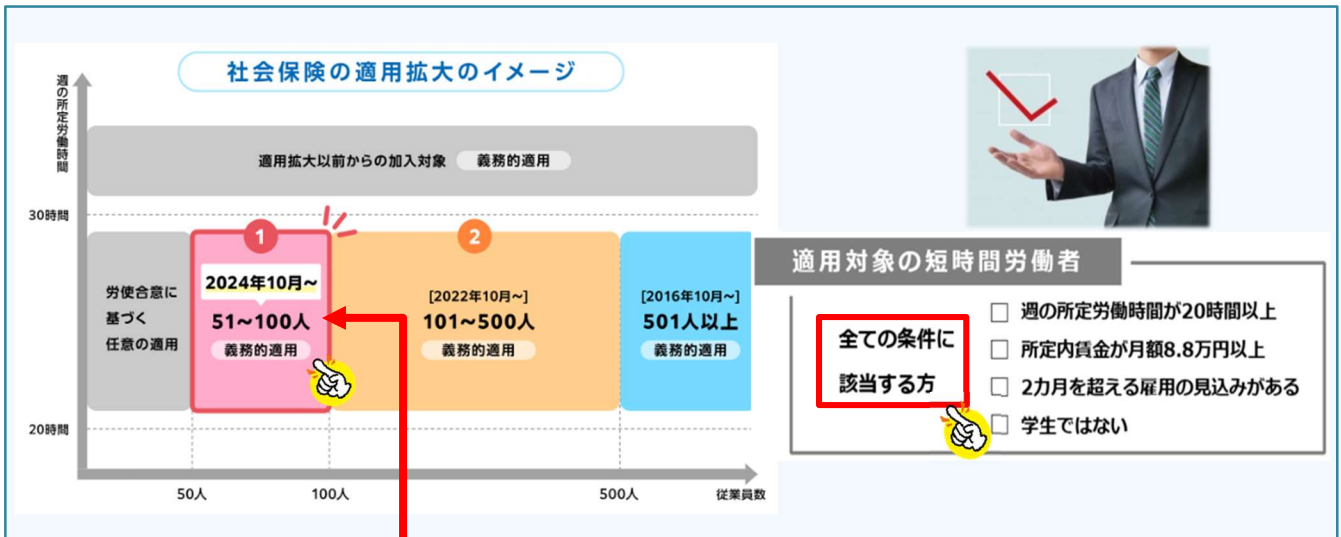 社会保険の適用拡大のイメージ
週の所定労働時間
適用拡大以前からの加入対象 義務的適用
30時間
1
2
労使合意に
基づく
任意の適用
2024年10月~
51~100人
義務的適用
[2022年10月~]
101~500人
義務的適用
[2016年10月~]
501人以上
義務的適用
20時間
50人
100人
500人
従業員数
適用対象の短時間労働者
全ての条件に
該当する方
週の所定労働時間が20時間以上
所定内賃金が月額8.8万円以上
2カ月を超える雇用の見込みがある
学生ではない